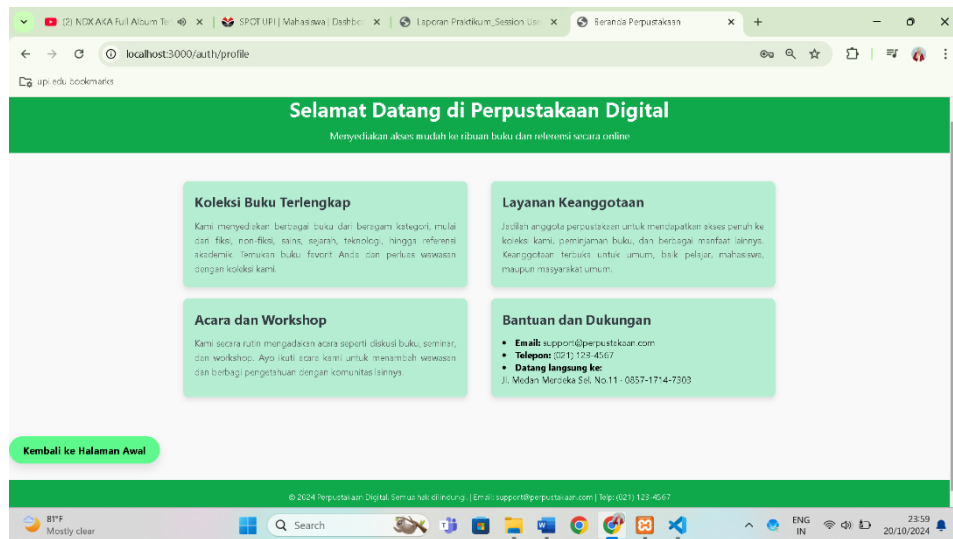 (2) NDX AKA Full Album Ter
SPOT UPI | Mahasiswa | Dashbo
Laporan Praktikum_Session Use
Beranda Perpustakaan
localhost:3000/auth/profile
upi.edu bookmarks
Selamat Datang di Perpustakaan Digital
Menyediakan akses mudah ke ribuan buku dan referensi secara online
Koleksi Buku Terlengkap
Kami menyediakan berbagai buku dari beragam kategori, mulai
dari fiksi, non-fiksi, sains, sejarah, teknologi, hingga referensi
akademik. Temukan buku favorit Anda dan perluas wawasan
dengan koleksi kami.
Layanan Keanggotaan
Jadilah anggota perpustakaan untuk mendapatkan akses penuh ke
koleksi kami, peminjaman buku, dan berbagai manfaat lainnya.
Keanggotaan terbuka untuk umum, baik pelajar, mahasiswa,
maupun masyarakat umum.
Acara dan Workshop
Kami secara rutin mengadakan acara seperti diskusi buku, seminar,
dan workshop. Ayo ikuti acara kami untuk menambah wawasan
dan berbagi pengetahuan dengan komunitas lainnya.
Bantuan dan Dukungan
• Email: support@perpustakaan.com
• Telepon: (021) 123-4567
• Datang langsung ke:
Jl. Medan Merdeka Sel. No.11 - 0857-1714-7303
Kembali ke Halaman Awal
© 2024 Perpustakaan Digital. Semua hak dilindungi. | Email: support@perpustakaan.com | Telp: (021) 123-4567
81°F
Mostly clear
Search
ENG
IN
23:59
20/10/2024